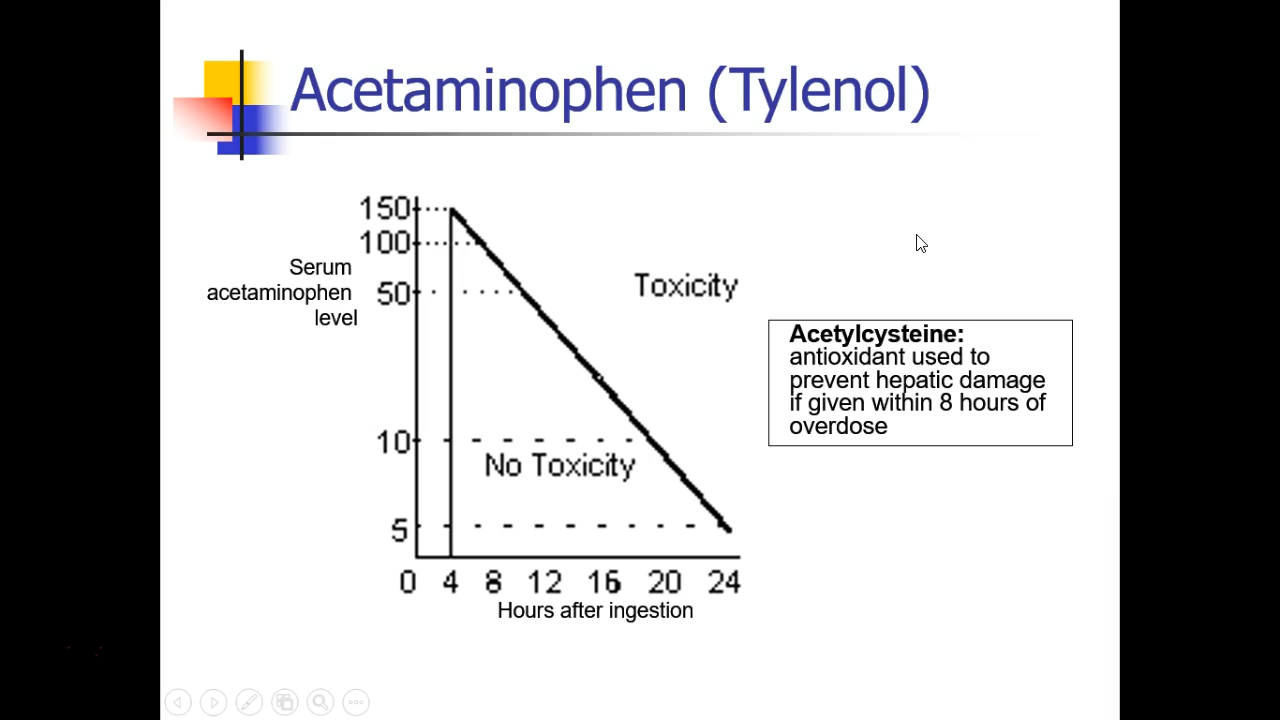 Acetaminophen (Tylenol)
150
100
Serum
acetaminophen
level
50
Toxicity
Acetylcysteine:
antioxidant used to
prevent hepatic damage
if given within 8 hours of
overdose
10
No Toxicity
5
0 4 8 12 16 20 24
Hours after ingestion